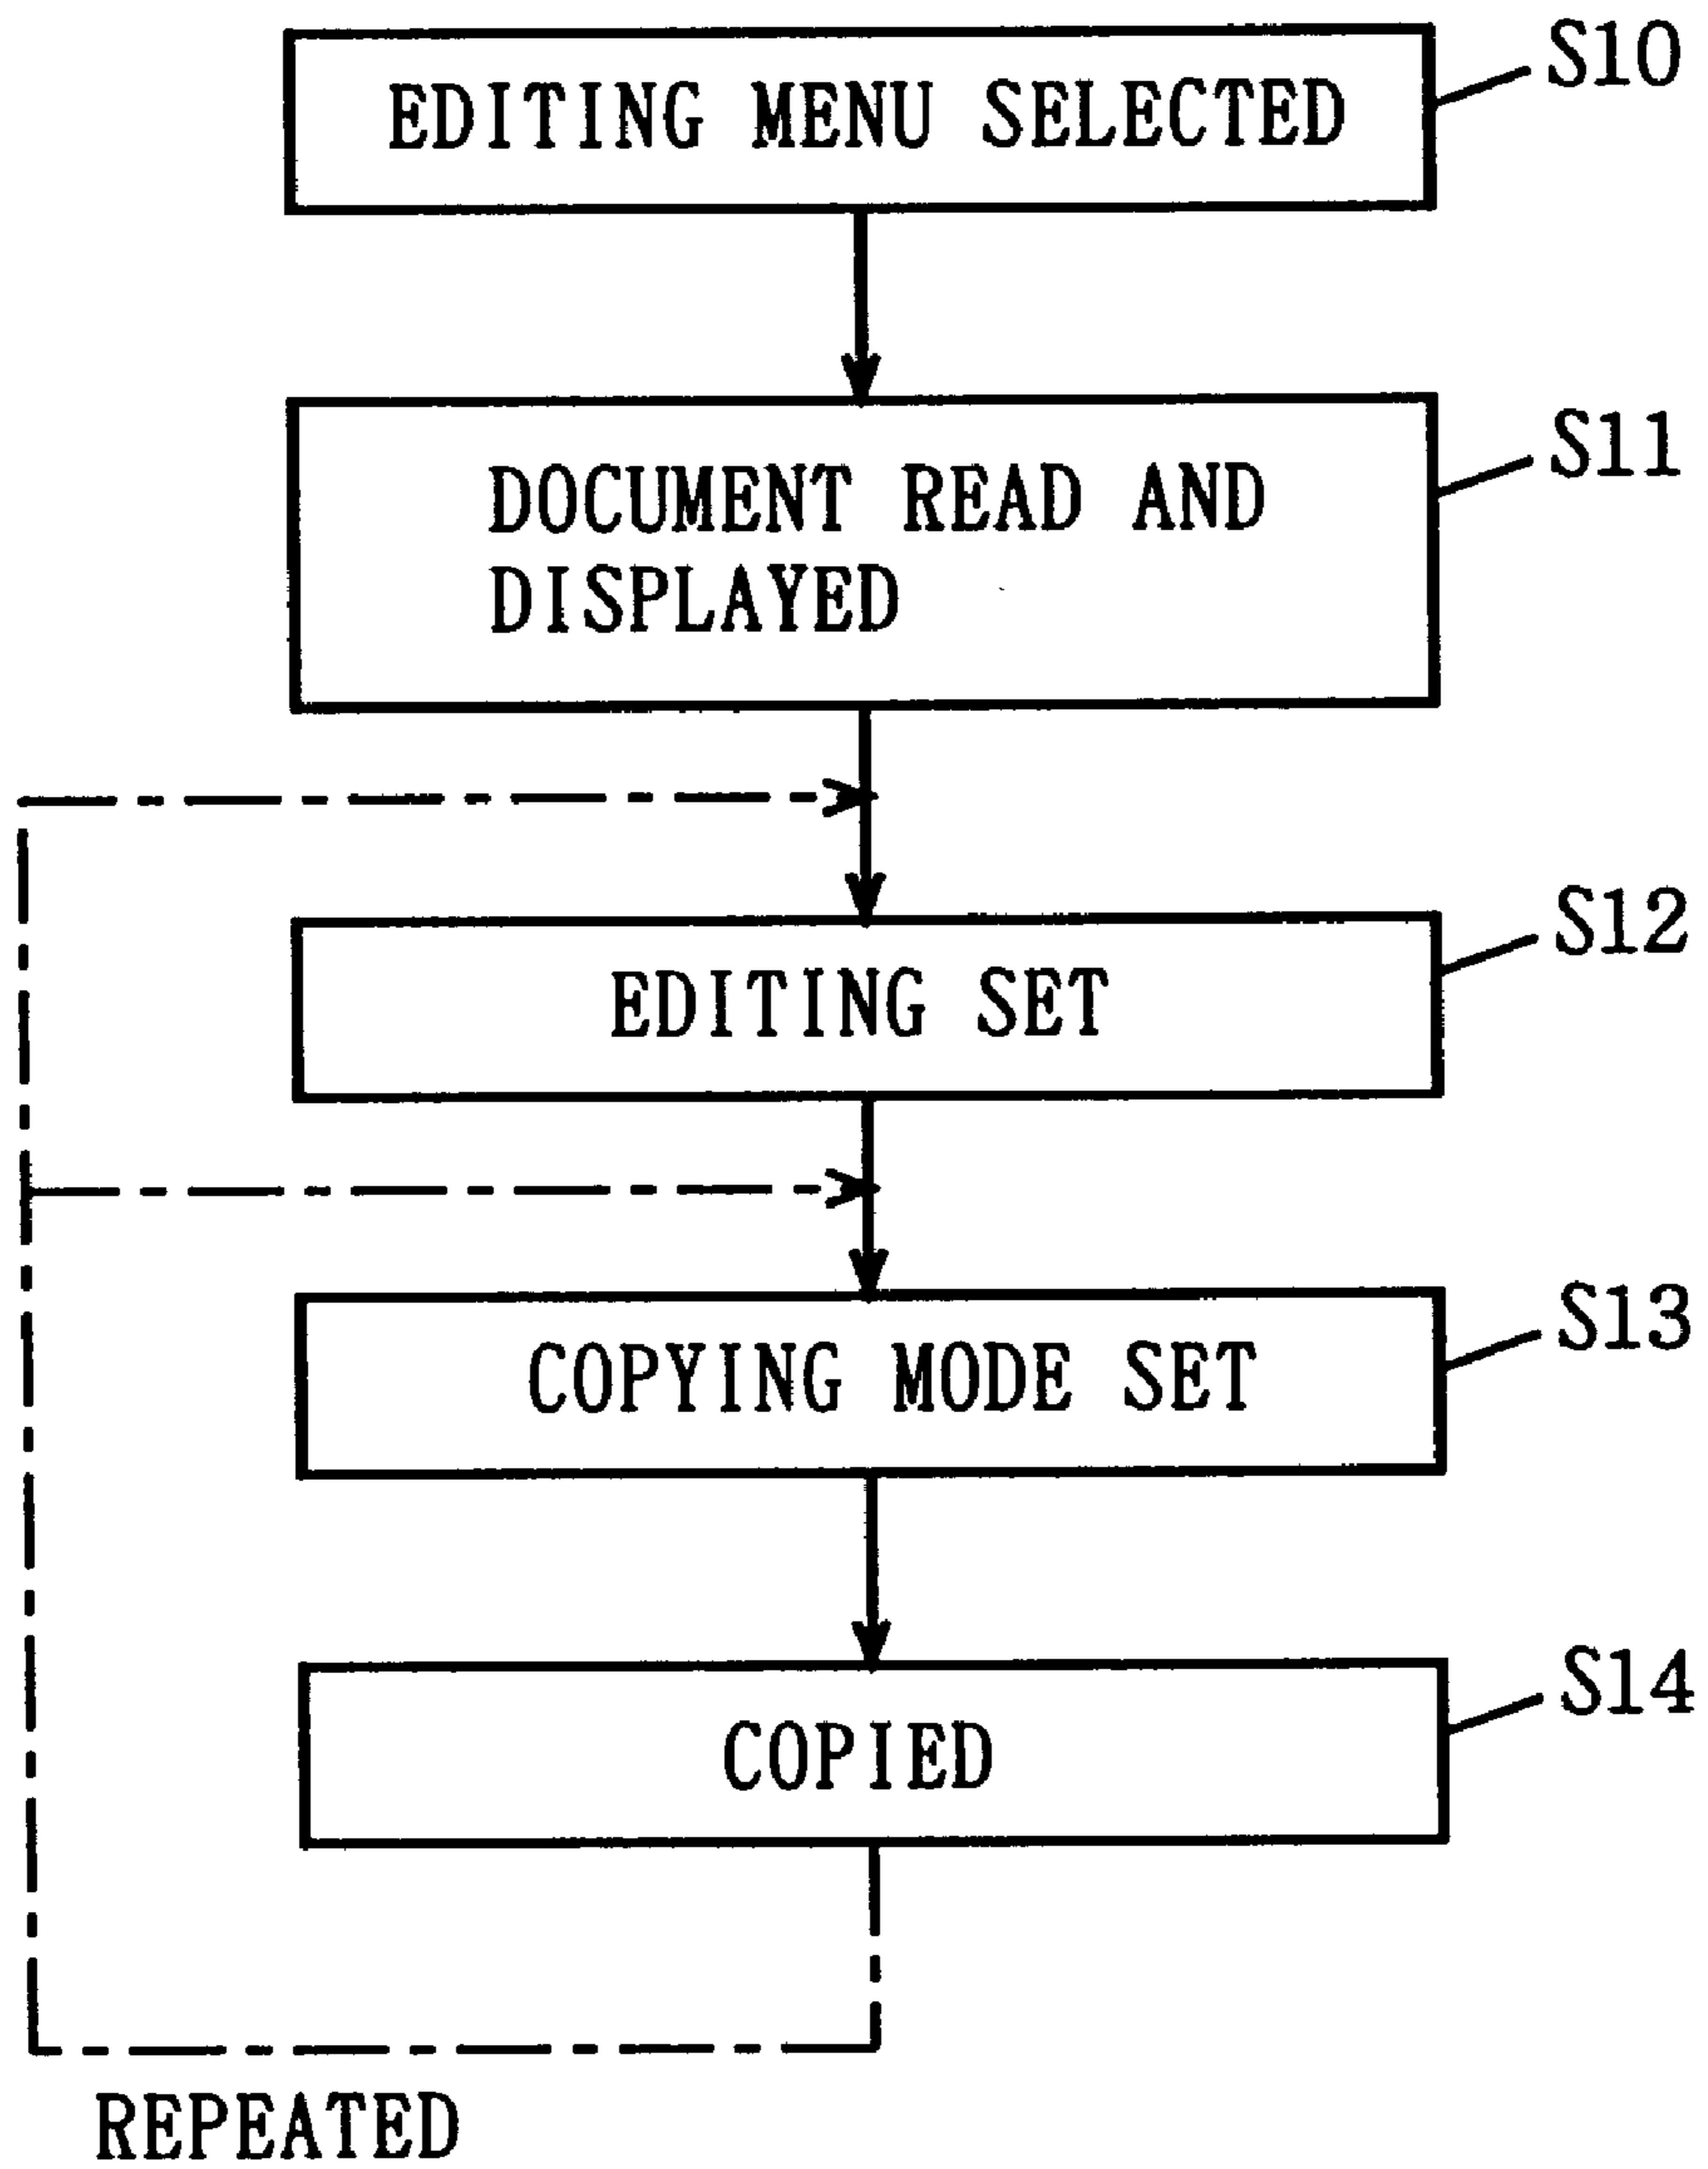 EDITING MENU SELECTED
S10
DOCUMENT READ AND
DISPLAYED
S11
EDITING SET
S12
COPYING MODE SET
S13
COPIED
S14
REPEATED